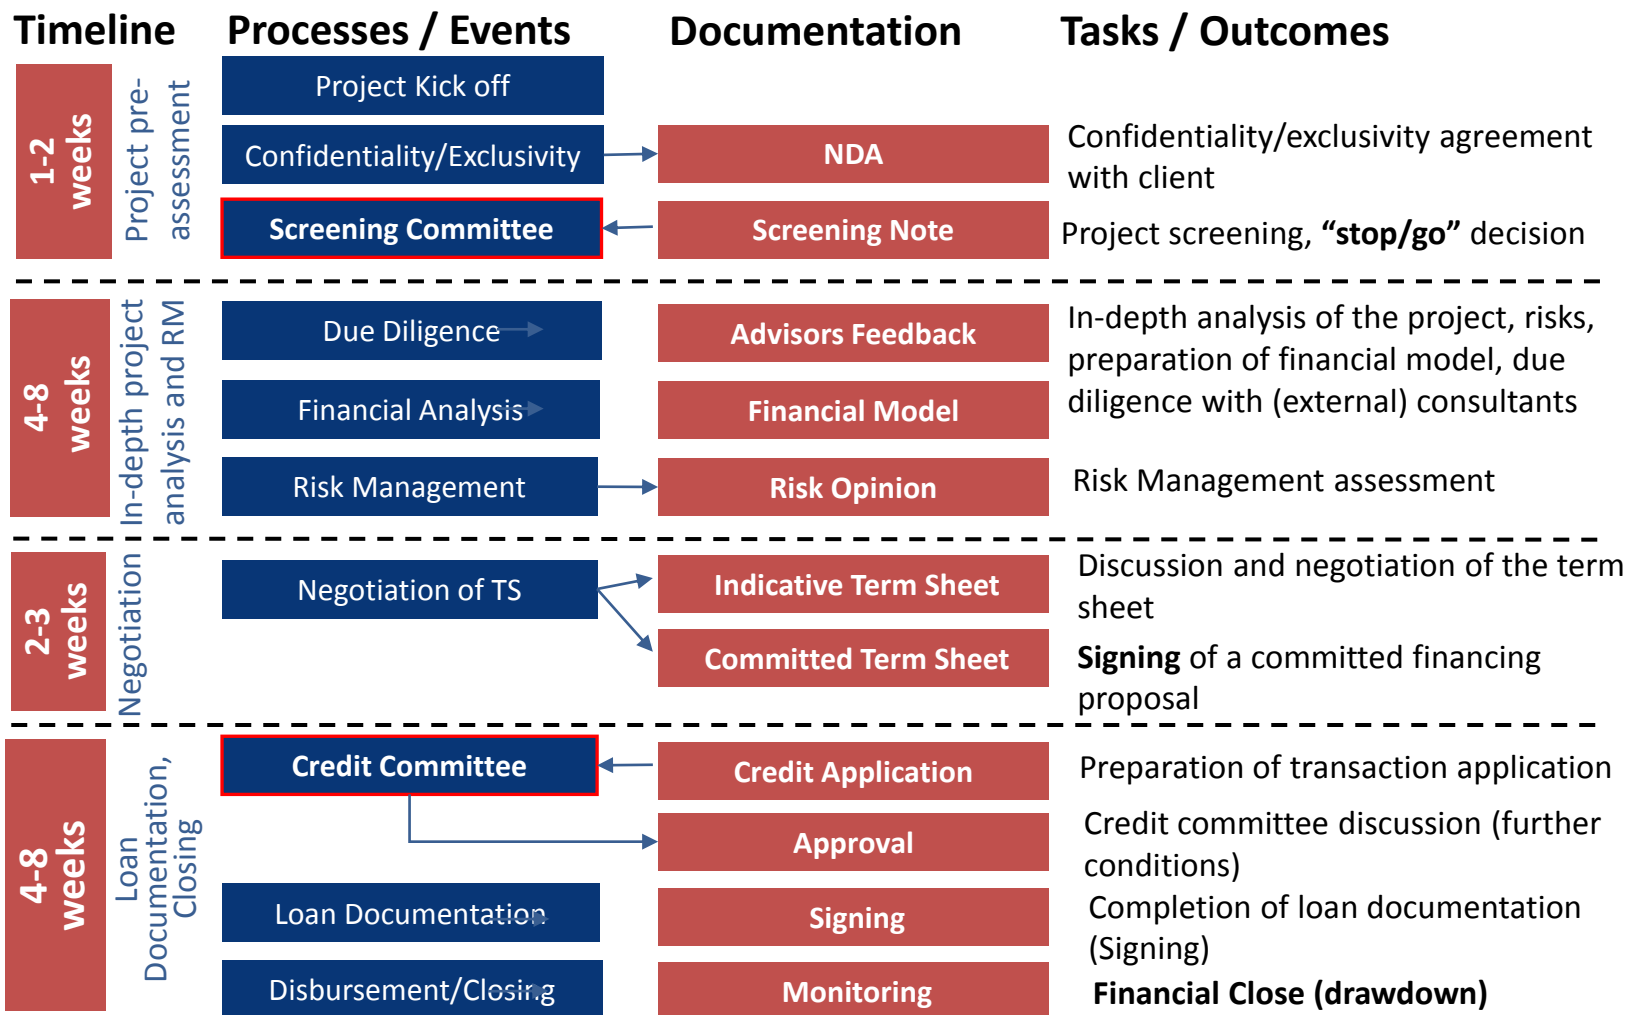 Timeline
Processes / Events
Documentation
Tasks / Outcomes
1-2
weeks
Project pre-
assessment
Project Kick off
Confidentiality/Exclusivity
NDA
Confidentiality/exclusivity agreement
with client
Screening Committee
Screening Note
Project screening, “stop/go” decision
4-8
weeks
In-depth project
analysis and RM
Due Diligence
Advisors Feedback
In-depth analysis of the project, risks,
preparation of financial model, due
diligence with (external) consultants
Financial Analysis
Financial Model
Risk Management
Risk Opinion
Risk Management assessment
2-3
weeks
Negotiation
Negotiation of TS
Indicative Term Sheet
Discussion and negotiation of the term
sheet
Committed Term Sheet
Signing of a committed financing
proposal
4-8
weeks
Loan
Documentation,
Closing
Credit Committee
Credit Application
Preparation of transaction application
Approval
Credit committee discussion (further
conditions)
Loan Documentation
Signing
Completion of loan documentation
(Signing)
Disbursement/Closing
Monitoring
Financial Close (drawdown)